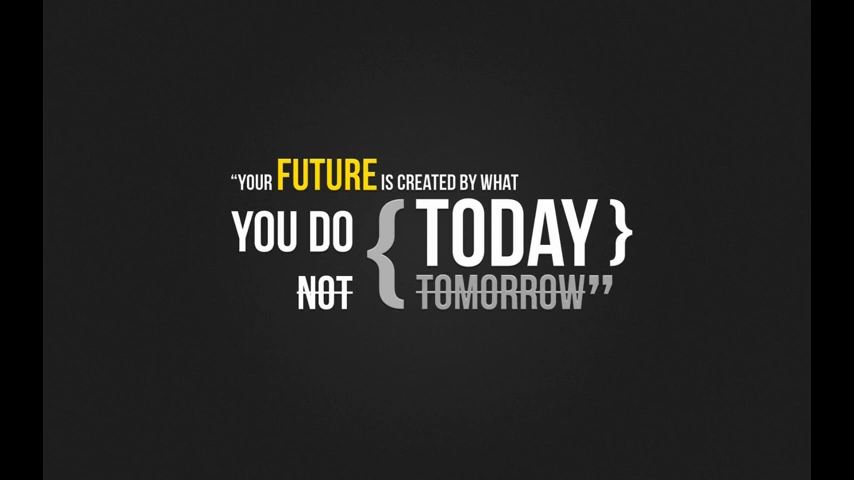 “YOUR FUTURE IS CREATED BY WHAT
YOU DO { TODAY }
NOT TOMORROW”